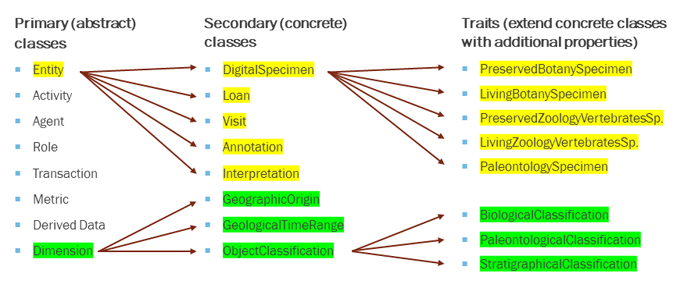 Primary (abstract)
classes
Entity
Activity
Agent
Role
Transaction
Metric
Derived Data
Dimension
Secondary (concrete)
classes
DigitalSpecimen
Loan
Visit
Annotation
Interpretation
GeographicOrigin
GeologicalTimeRange
ObjectClassification
Traits (extend concrete classes
with additional properties)
PreservedBotanySpecimen
LivingBotanySpecimen
PreservedZoologyVertebratesSp.
LivingZoologyVertebratesSp.
PaleontologySpecimen
BiologicalClassification
PaleontologicalClassification
StratigraphicalClassification